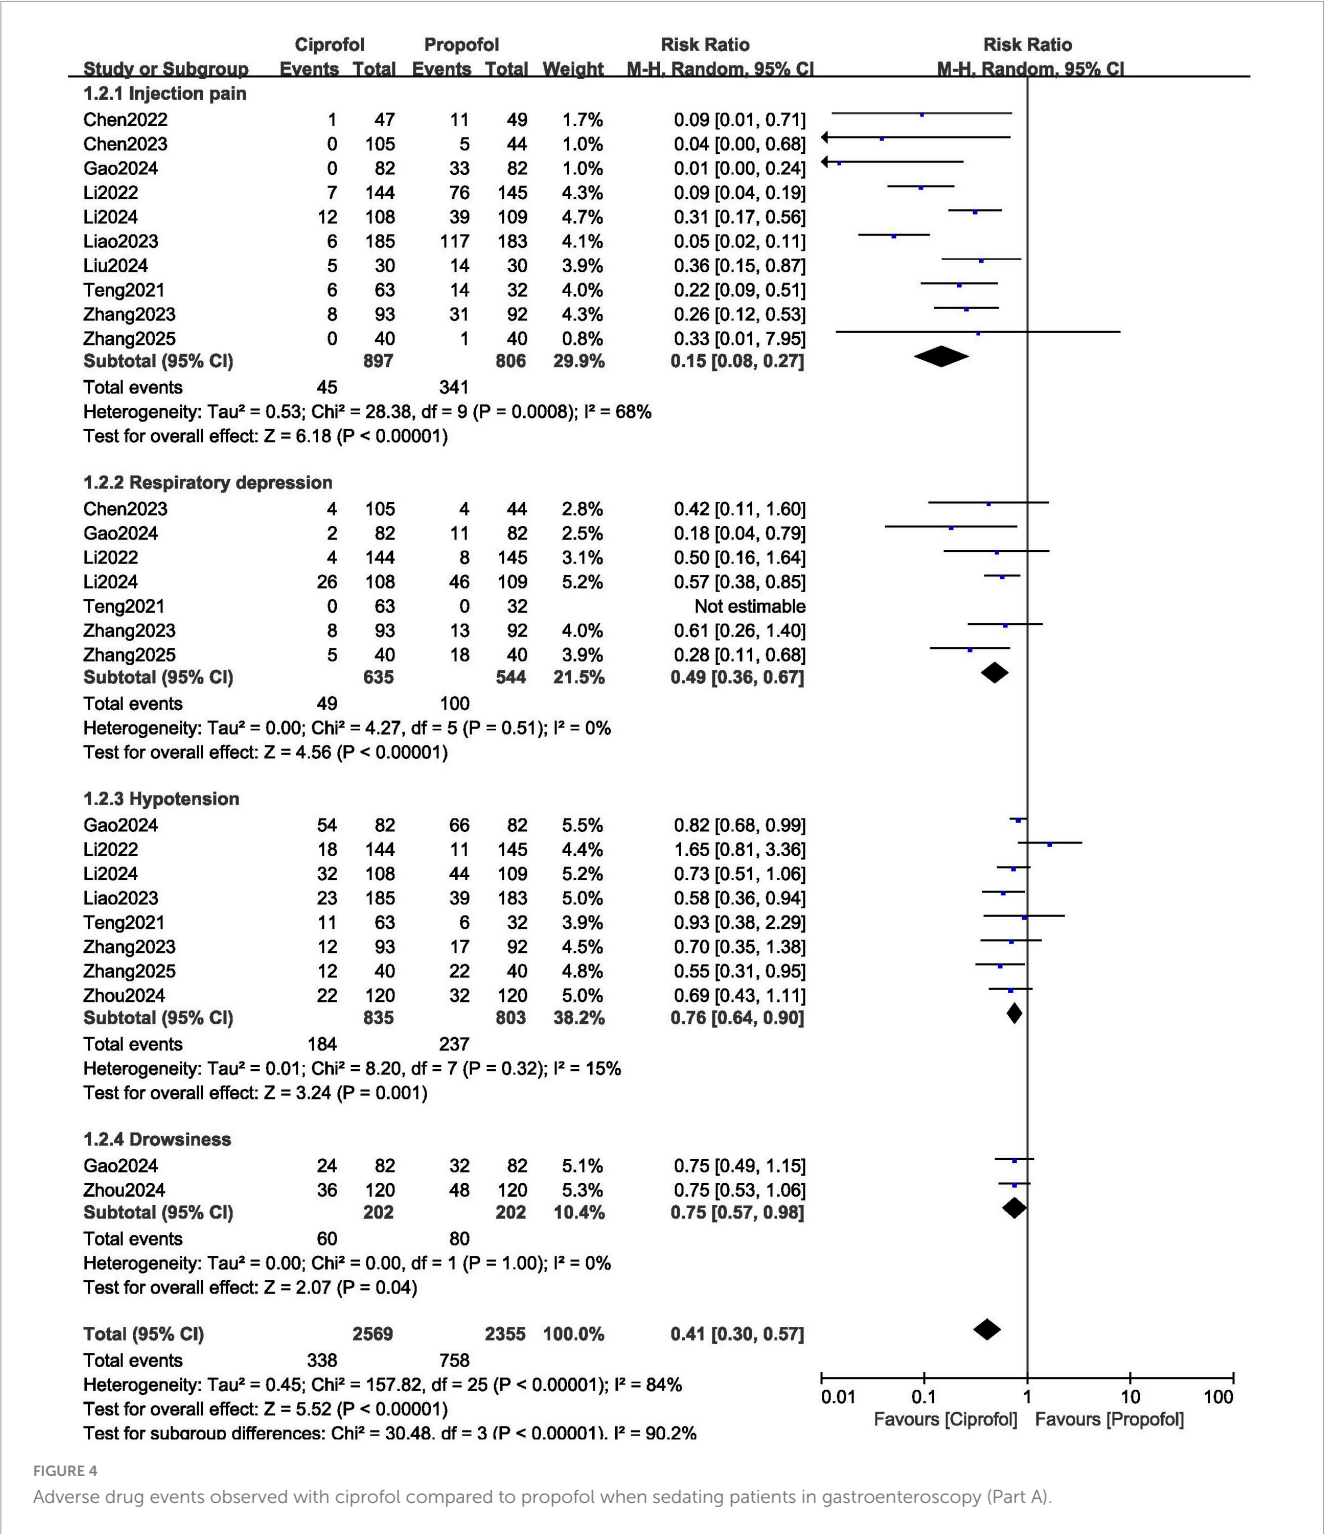 Ciprofol Propofol Risk Ratio Risk Ratio
Study or Subgroup Events Total Events Total Weight M-H, Random, 95% CI M-H, Random, 95% CI
1.2.1 Injection pain
Chen2022 1 47 11 49 1.7% 0.09 [0.01, 0.71]
Chen2023 0 105 5 44 1.0% 0.04 [0.00, 0.68]
Gao2024 0 82 33 82 1.0% 0.01 [0.00, 0.24]
Li2022 7 144 76 145 4.3% 0.09 [0.04, 0.19]
Li2024 12 108 39 109 4.7% 0.31 [0.17, 0.56]
Liao2023 6 185 117 183 4.1% 0.05 [0.02, 0.11]
Liu2024 5 30 14 30 3.9% 0.36 [0.15, 0.87]
Teng2021 6 63 14 32 4.0% 0.22 [0.09, 0.51]
Zhang2023 8 93 31 92 4.3% 0.26 [0.12, 0.53]
Zhang2025 0 40 1 40 0.8% 0.33 [0.01, 7.95]
Subtotal (95% CI) 897 806 29.9% 0.15 [0.08, 0.27]
Total events 45 341
Heterogeneity: Tau² = 0.53; Chi² = 28.38, df = 9 (P = 0.0008); I² = 68%
Test for overall effect: Z = 6.18 (P < 0.00001)
1.2.2 Respiratory depression
Chen2023 4 105 4 44 2.8% 0.42 [0.11, 1.60]
Gao2024 2 82 11 82 2.5% 0.18 [0.04, 0.79]
Li2022 4 144 8 145 3.1% 0.50 [0.16, 1.64]
Li2024 26 108 46 109 5.2% 0.57 [0.38, 0.85]
Teng2021 0 63 0 32 Not estimable
Zhang2023 8 93 13 92 4.0% 0.61 [0.26, 1.40]
Zhang2025 5 40 18 40 3.9% 0.28 [0.11, 0.68]
Subtotal (95% CI) 635 544 21.5% 0.49 [0.36, 0.67]
Total events 49 100
Heterogeneity: Tau² = 0.00; Chi² = 4.27, df = 5 (P = 0.51); I² = 0%
Test for overall effect: Z = 4.56 (P < 0.00001)
1.2.3 Hypotension
Gao2024 54 82 66 82 5.5% 0.82 [0.68, 0.99]
Li2022 18 144 11 145 4.4% 1.65 [0.81, 3.36]
Li2024 32 108 44 109 5.2% 0.73 [0.51, 1.06]
Liao2023 23 185 39 183 5.0% 0.58 [0.36, 0.94]
Teng2021 11 63 6 32 3.9% 0.93 [0.38, 2.29]
Zhang2023 12 93 17 92 4.5% 0.70 [0.35, 1.38]
Zhang2025 12 40 22 40 4.8% 0.55 [0.31, 0.95]
Zhou2024 22 120 32 120 5.0% 0.69 [0.43, 1.11]
Subtotal (95% CI) 835 803 38.2% 0.76 [0.64, 0.90]
Total events 184 237
Heterogeneity: Tau² = 0.01; Chi² = 8.20, df = 7 (P = 0.32); I² = 15%
Test for overall effect: Z = 3.24 (P = 0.001)
1.2.4 Drowsiness
Gao2024 24 82 32 82 5.1% 0.75 [0.49, 1.15]
Zhou2024 36 120 48 120 5.3% 0.75 [0.53, 1.06]
Subtotal (95% CI) 202 202 10.4% 0.75 [0.57, 0.98]
Total events 60 80
Heterogeneity: Tau² = 0.00; Chi² = 0.00, df = 1 (P = 1.00); I² = 0%
Test for overall effect: Z = 2.07 (P = 0.04)
Total (95% CI) 2569 2355 100.0% 0.41 [0.30, 0.57]
Total events 338 758
Heterogeneity: Tau² = 0.45; Chi² = 157.82, df = 25 (P < 0.00001); I² = 84%
Test for overall effect: Z = 5.52 (P < 0.00001)
Test for subgroup differences: Chi² = 30.48, df = 3 (P < 0.00001), I² = 90.2%
0.01 0.1 1 10 100
Favours [Ciprofol] Favours [Propofol]
FIGURE 4
Adverse drug events observed with ciprofol compared to propofol when sedating patients in gastroenteroscopy (Part A).